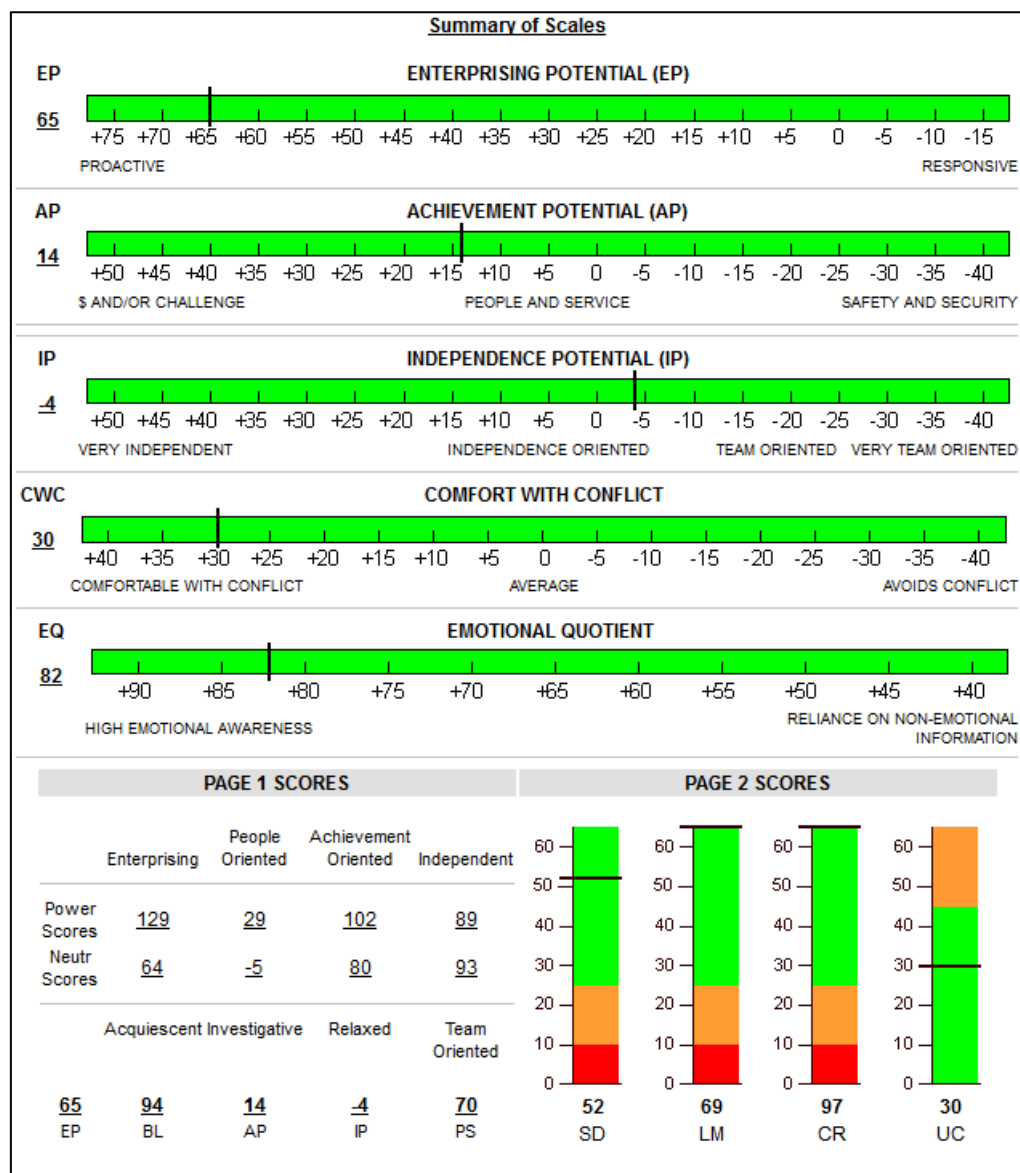 Summary of Scales
EP ENTERPRISING POTENTIAL (EP)
65
+75 +70 +65 +60 +55 +50 +45 +40 +35 +30 +25 +20 +15 +10 +5 0 -5 -10 -15
PROACTIVE RESPONSIVE
AP ACHIEVEMENT POTENTIAL (AP)
14
+50 +45 +40 +35 +30 +25 +20 +15 +10 +5 0 -5 -10 -15 -20 -25 -30 -35 -40
$ AND/OR CHALLENGE PEOPLE AND SERVICE SAFETY AND SECURITY
IP INDEPENDENCE POTENTIAL (IP)
-4
+50 +45 +40 +35 +30 +25 +20 +15 +10 +5 0 -5 -10 -15 -20 -25 -30 -35 -40
VERY INDEPENDENT INDEPENDENCE ORIENTED TEAM ORIENTED VERY TEAM ORIENTED
CWC COMFORT WITH CONFLICT
30
+40 +35 +30 +25 +20 +15 +10 +5 0 -5 -10 -15 -20 -25 -30 -35 -40
COMFORTABLE WITH CONFLICT AVERAGE AVOIDS CONFLICT
EQ EMOTIONAL QUOTIENT
82
+90 +85 +80 +75 +70 +65 +60 +55 +50 +45 +40
HIGH EMOTIONAL AWARENESS RELIANCE ON NON-EMOTIONAL
INFORMATION
PAGE 1 SCORES
People Achievement
Enterprising Oriented Oriented Independent
Power
Scores 129 29 102 89
Neutr
Scores 64 -5 80 93
Acquiescent Investigative Relaxed Team
Oriented
65 94 14 -4 70
EP BL AP IP PS
PAGE 2 SCORES
60 60 60 60
50 50 50 50
40 40 40 40
30 30 30 30
20 20 20 20
10 10 10 10
0 0 0 0
52 69 97 30
SD LM CR UC